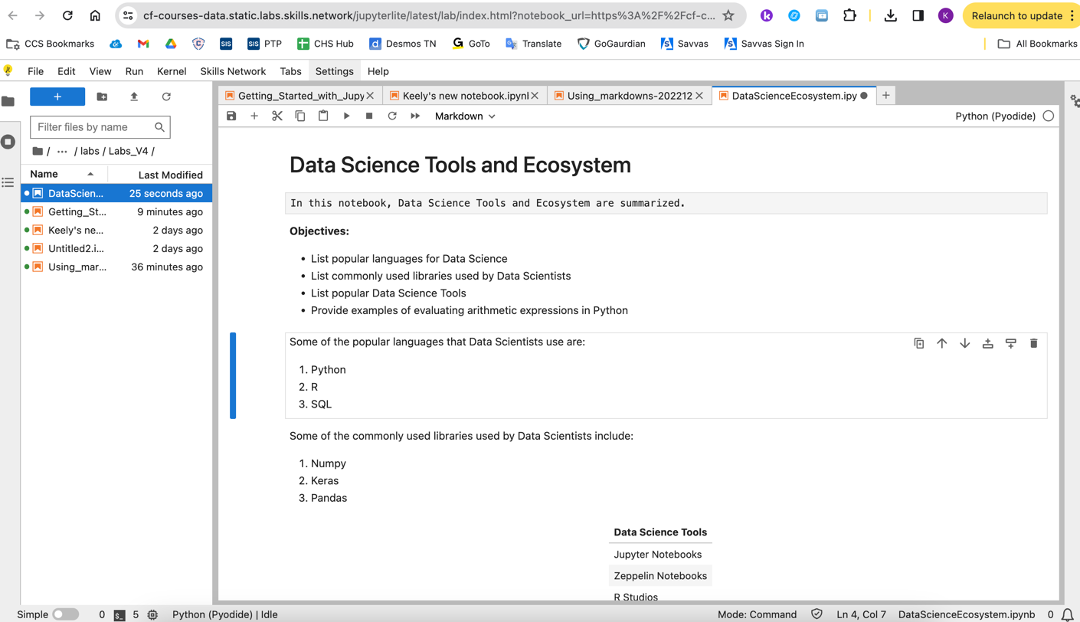 cf-courses-data.static.labs.skills.network/jupyterlite/latest/lab/index.html?notebook_url=https%3A%2F%2Fcf-c... k K Relaunch to update
CCS Bookmarks SIS SIS PTP CHS Hub d Desmos TN G GoTo Translate GoGaurdian Savvas Savvas Sign In All Bookmarks
File Edit View Run Kernel Skills Network Tabs Settings Help
+ Getting_Started_with_Jupy Keely's new notebook.ipynl Using_markdowns-202212 DataScienceEcosystem.ipy +
Markdown Python (Pyodide)
Filter files by name
/ ··· / labs / Labs_V4 /
Name Last Modified
DataScien... 25 seconds ago
Getting_St... 9 minutes ago
Keely's ne... 2 days ago
Untitled2.i... 2 days ago
Using_mar... 36 minutes ago
Data Science Tools and Ecosystem
In this notebook, Data Science Tools and Ecosystem are summarized.
Objectives:
• List popular languages for Data Science
• List commonly used libraries used by Data Scientists
• List popular Data Science Tools
• Provide examples of evaluating arithmetic expressions in Python
Some of the popular languages that Data Scientists use are:
1. Python
2. R
3. SQL
Some of the commonly used libraries used by Data Scientists include:
1. Numpy
2. Keras
3. Pandas
Data Science Tools
Jupyter Notebooks
Zeppelin Notebooks
R Studios
Simple 0 5 Python (Pyodide) | Idle Mode: Command Ln 4, Col 7 DataScienceEcosystem.ipynb 0